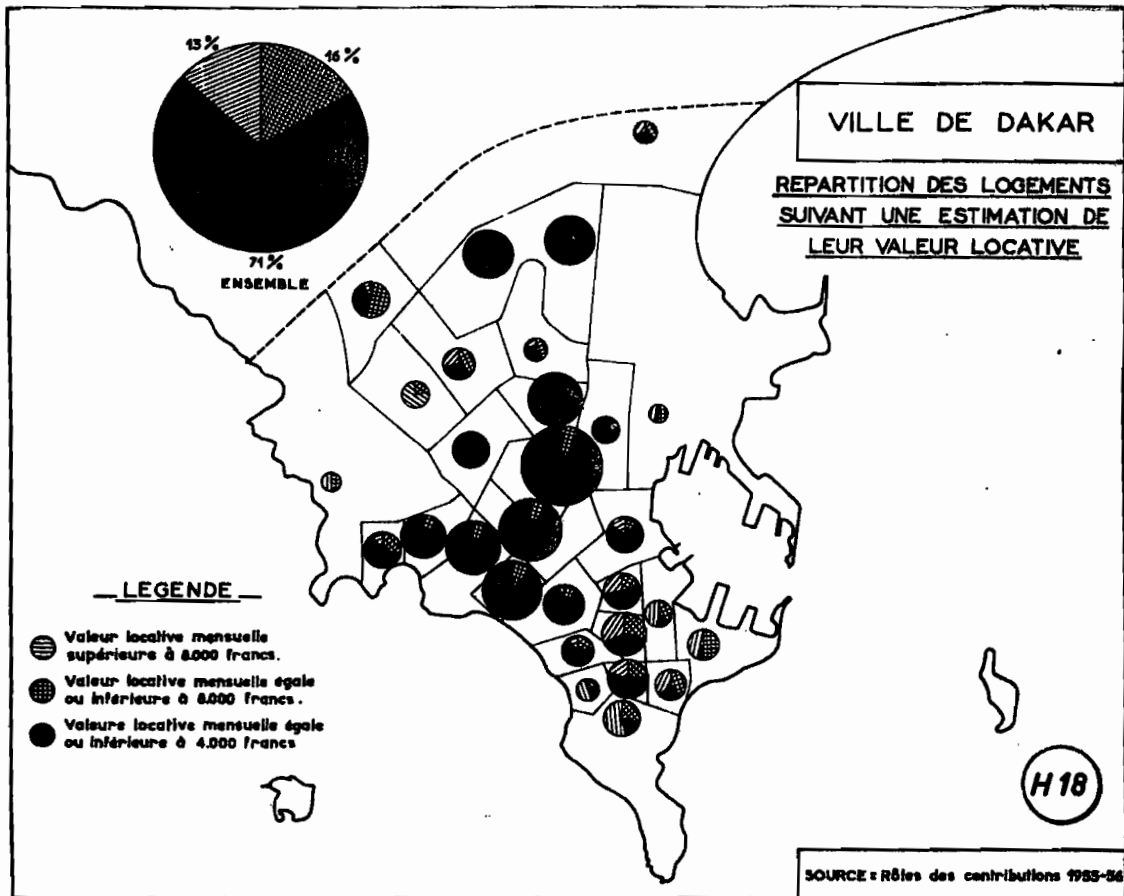 13%
16%
71%
ENSEMBLE
VILLE DE DAKAR
REPARTITION DES LOGEMENTS
SUIVANT UNE ESTIMATION DE
LEUR VALEUR LOCATIVE
LEGENDE
Valeur locative mensuelle
supérieure à 8.000 francs.
Valeur locative mensuelle égale
ou inférieure à 8.000 francs.
Valeure locative mensuelle égale
ou inférieure à 4.000 francs
H 18
SOURCE = Rôles des contributions 1955-56